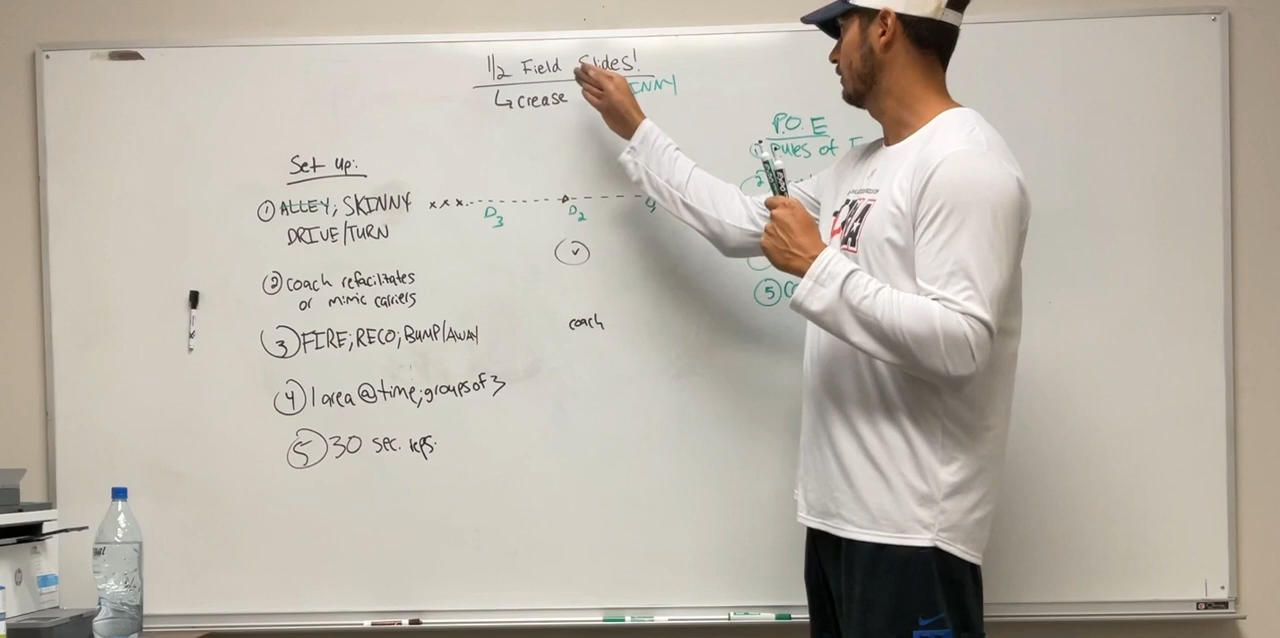 1/2 Field Slides!
↳ crease
INNY
Set up:
① ALLEY; SKINNY
DRIVE/TURN
② coach refacilitates
or mimic carriers
③ FIRE; RECO; BUMP/AWAY
④ 1 area @ time; groups of 3
⑤ 30 sec. reps.
x x x
D3
D2
coach
P.O.E
① Rules of
②
⑤